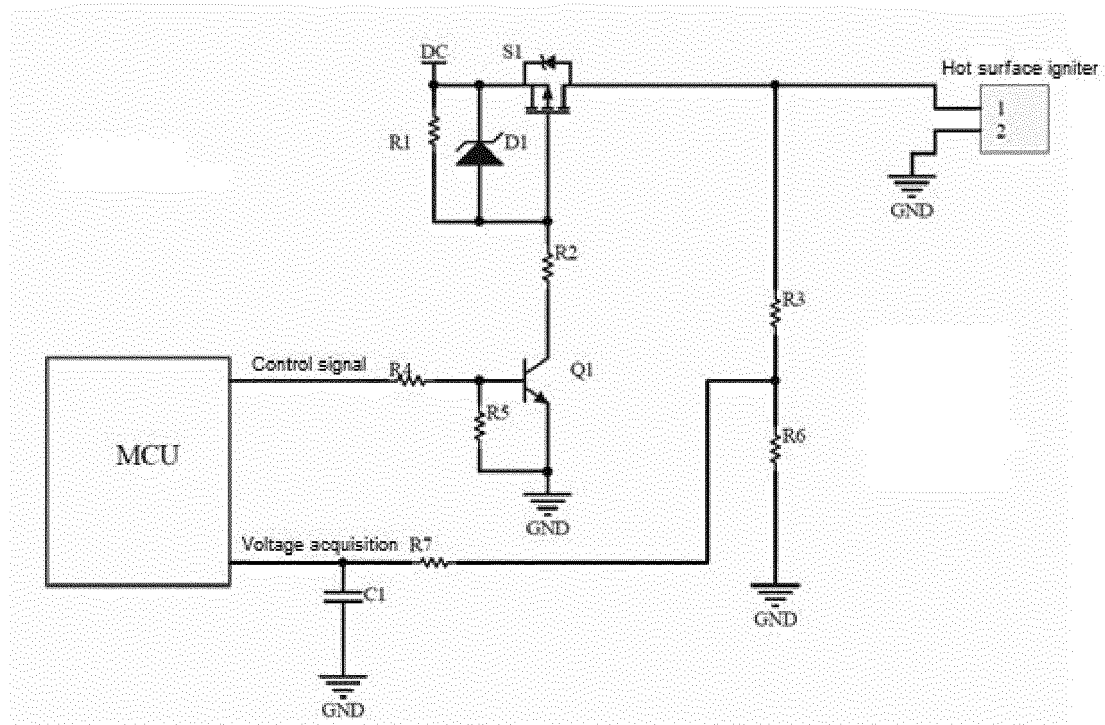 DC
S1
Hot surface igniter
R1
D1
1
2
GND
R2
R3
Control signal
R4
Q1
R5
R6
MCU
GND
Voltage acquisition
R7
C1
GND
GND